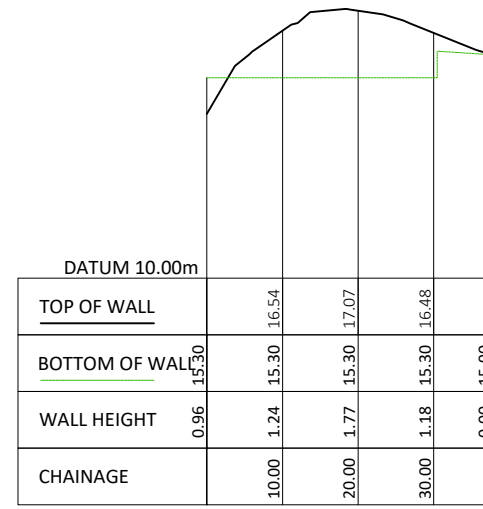 DATUM 10.00m
TOP OF WALL 16.54 17.07 16.48
BOTTOM OF WALL 15.30 15.30 15.30 15.30
WALL HEIGHT 0.96 1.24 1.77 1.18
CHAINAGE 10.00 20.00 30.00